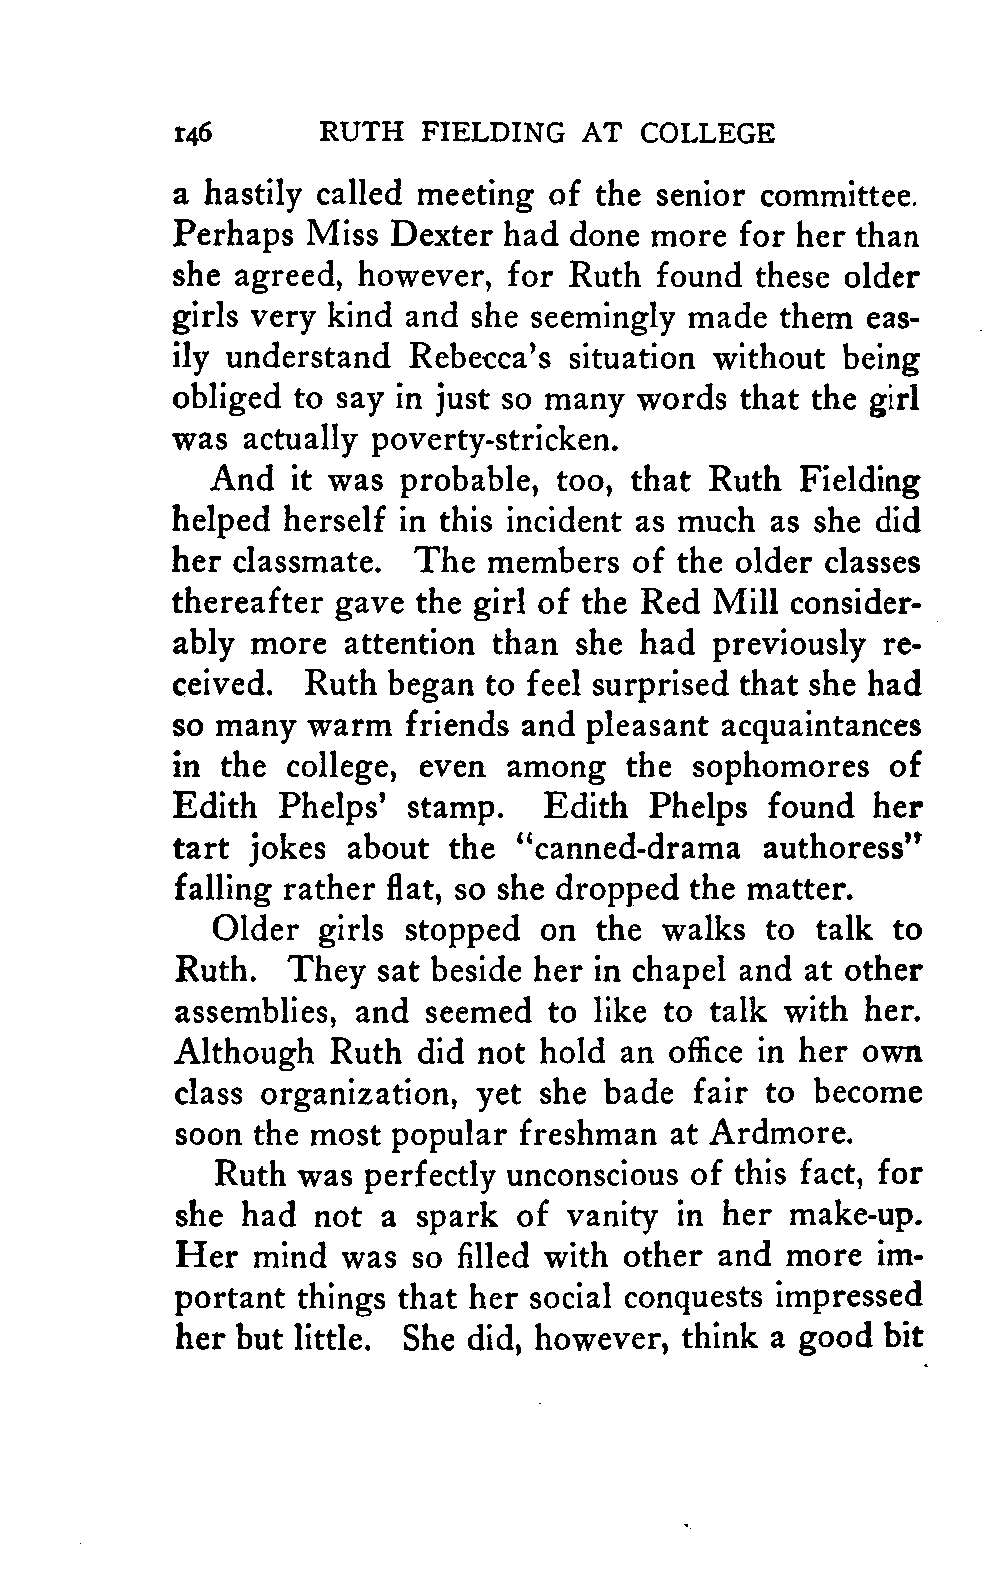 146 RUTH FIELDING AT COLLEGE
a hastily called meeting of the senior committee.
Perhaps Miss Dexter had done more for her than
she agreed, however, for Ruth found these older
girls very kind and she seemingly made them eas-
ily understand Rebecca's situation without being
obliged to say in just so many words that the girl
was actually poverty-stricken.
And it was probable, too, that Ruth Fielding
helped herself in this incident as much as she did
her classmate. The members of the older classes
thereafter gave the girl of the Red Mill consider-
ably more attention than she had previously re-
ceived. Ruth began to feel surprised that she had
so many warm friends and pleasant acquaintances
in the college, even among the sophomores of
Edith Phelps' stamp. Edith Phelps found her
tart jokes about the "canned-drama authoress"
falling rather flat, so she dropped the matter.
Older girls stopped on the walks to talk to
Ruth. They sat beside her in chapel and at other
assemblies, and seemed to like to talk with her.
Although Ruth did not hold an office in her own
class organization, yet she bade fair to become
soon the most popular freshman at Ardmore.
Ruth was perfectly unconscious of this fact, for
she had not a spark of vanity in her make-up.
Her mind was so filled with other and more im-
portant things that her social conquests impressed
her but little. She did, however, think a good bit